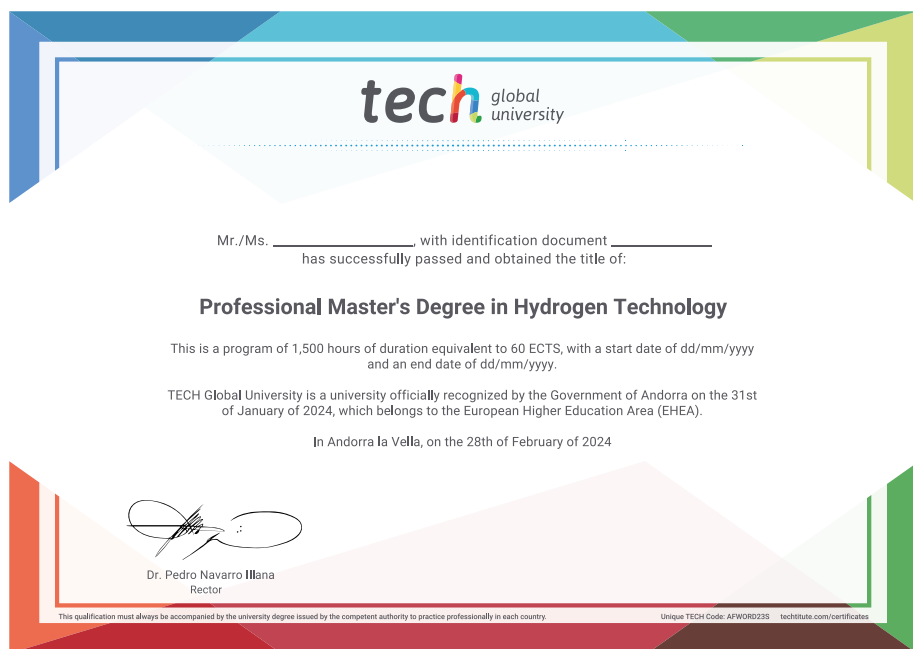 tech global university
Mr./Ms. ____________, with identification document ____________
has successfully passed and obtained the title of:
Professional Master's Degree in Hydrogen Technology
This is a program of 1,500 hours of duration equivalent to 60 ECTS, with a start date of dd/mm/yyyy
and an end date of dd/mm/yyyy.
TECH Global University is a university officially recognized by the Government of Andorra on the 31st
of January of 2024, which belongs to the European Higher Education Area (EHEA).
In Andorra la Vella, on the 28th of February of 2024
Dr. Pedro Navarro Illana
Rector
This qualification must always be accompanied by the university degree issued by the competent authority to practice professionally in each country.
Unique TECH Code: AFWORD23S techtitute.com/certificates